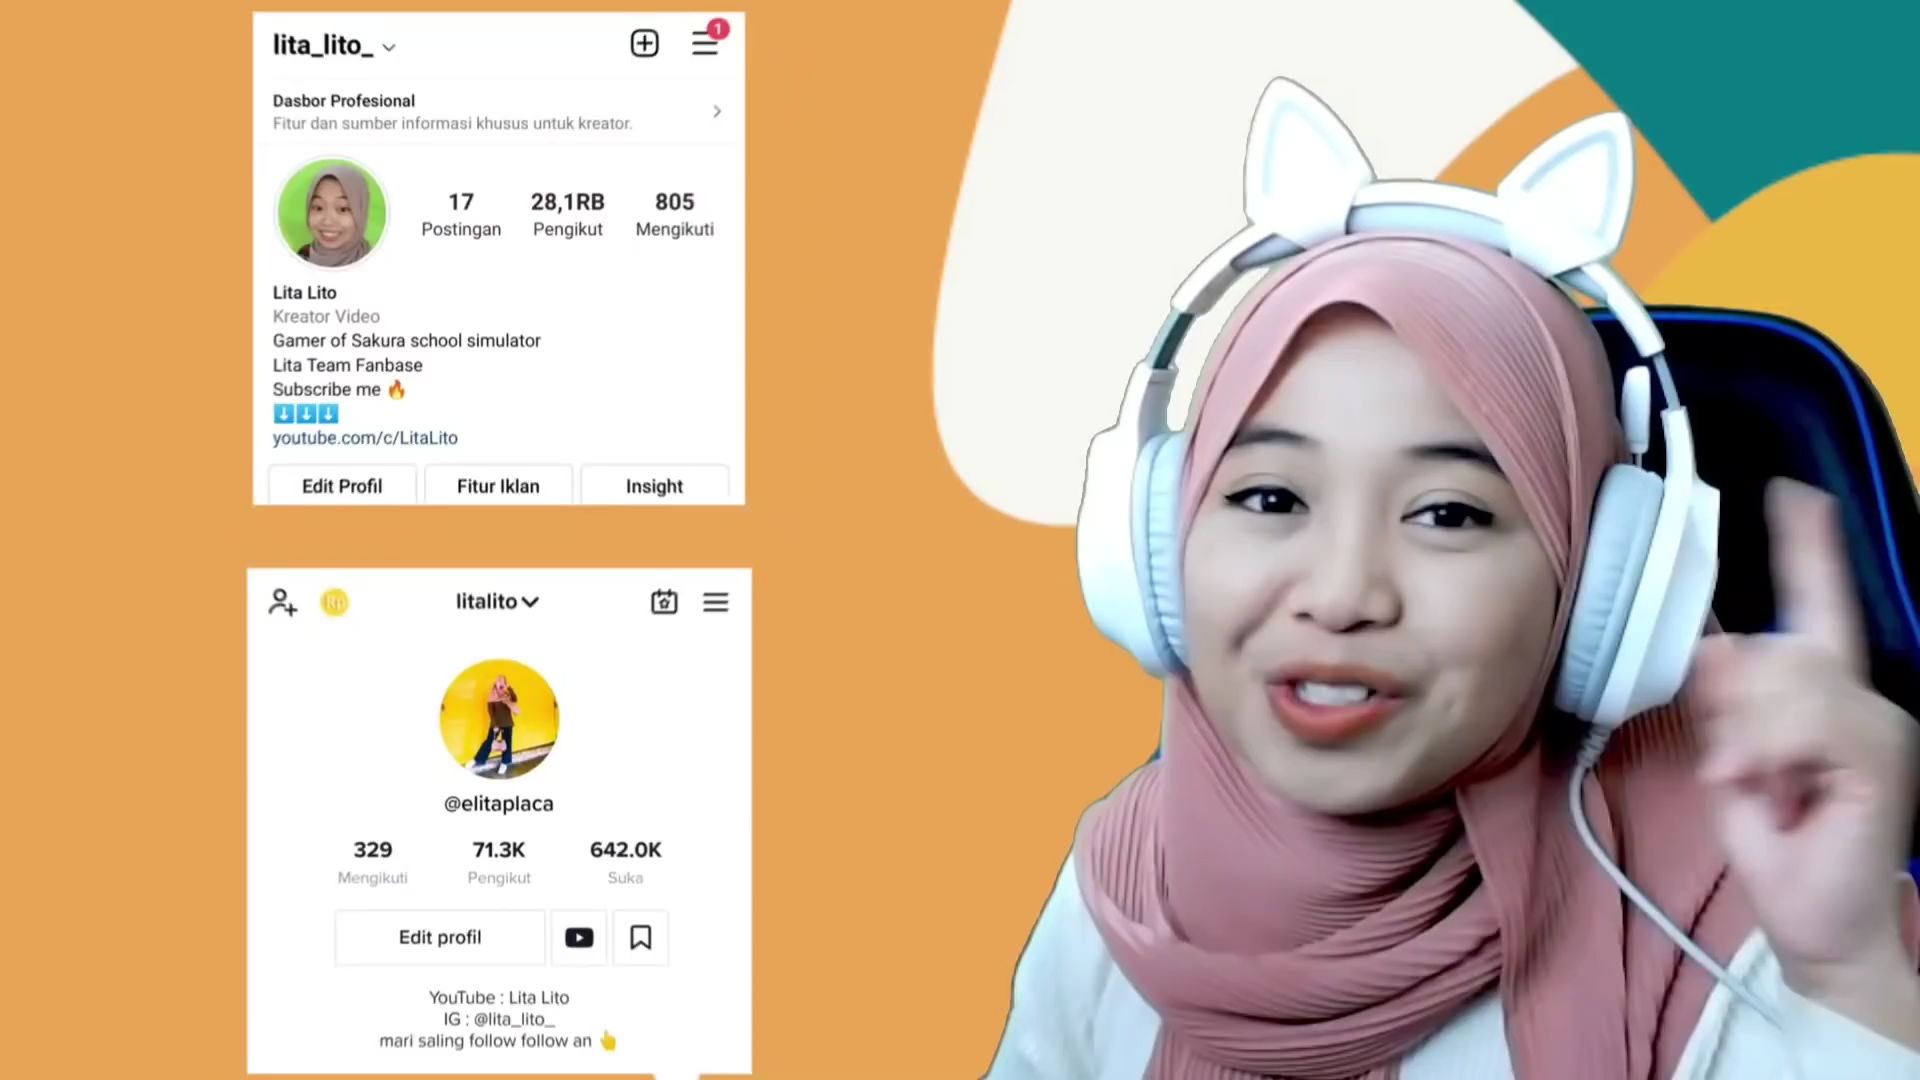 lita_lito_
1
Dasbor Profesional
Fitur dan sumber informasi khusus untuk kreator.
17 28,1RB 805
Postingan Pengikut Mengikuti
Lita Lito
Kreator Video
Gamer of Sakura school simulator
Lita Team Fanbase
Subscribe me 🔥
⬇️⬇️⬇️
youtube.com/c/LitaLito
Edit Profil Fitur Iklan Insight
Rp litalito
@elitaplaca
329 71.3K 642.0K
Mengikuti Pengikut Suka
Edit profil
YouTube : Lita Lito
IG : @lita_lito_
mari saling follow follow an 👆